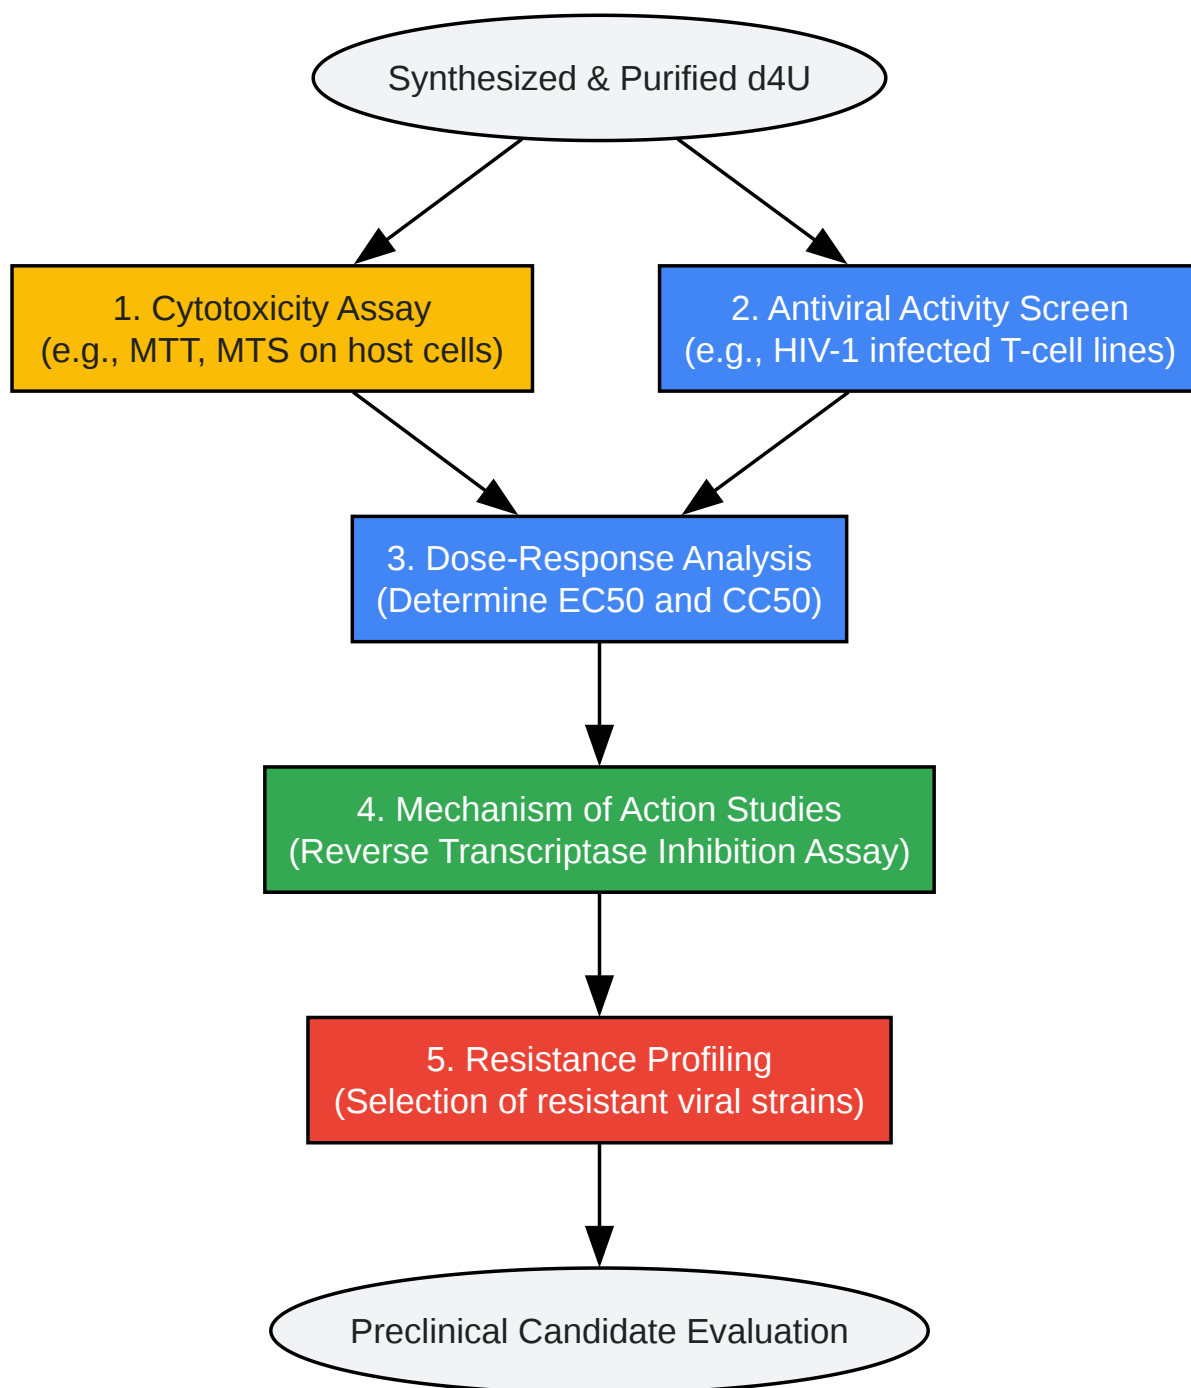 Synthesized & Purified d4U
1. Cytotoxicity Assay
(e.g., MTT, MTS on host cells)
2. Antiviral Activity Screen
(e.g., HIV-1 infected T-cell lines)
3. Dose-Response Analysis
(Determine EC50 and CC50)
4. Mechanism of Action Studies
(Reverse Transcriptase Inhibition Assay)
5. Resistance Profiling
(Selection of resistant viral strains)
Preclinical Candidate Evaluation